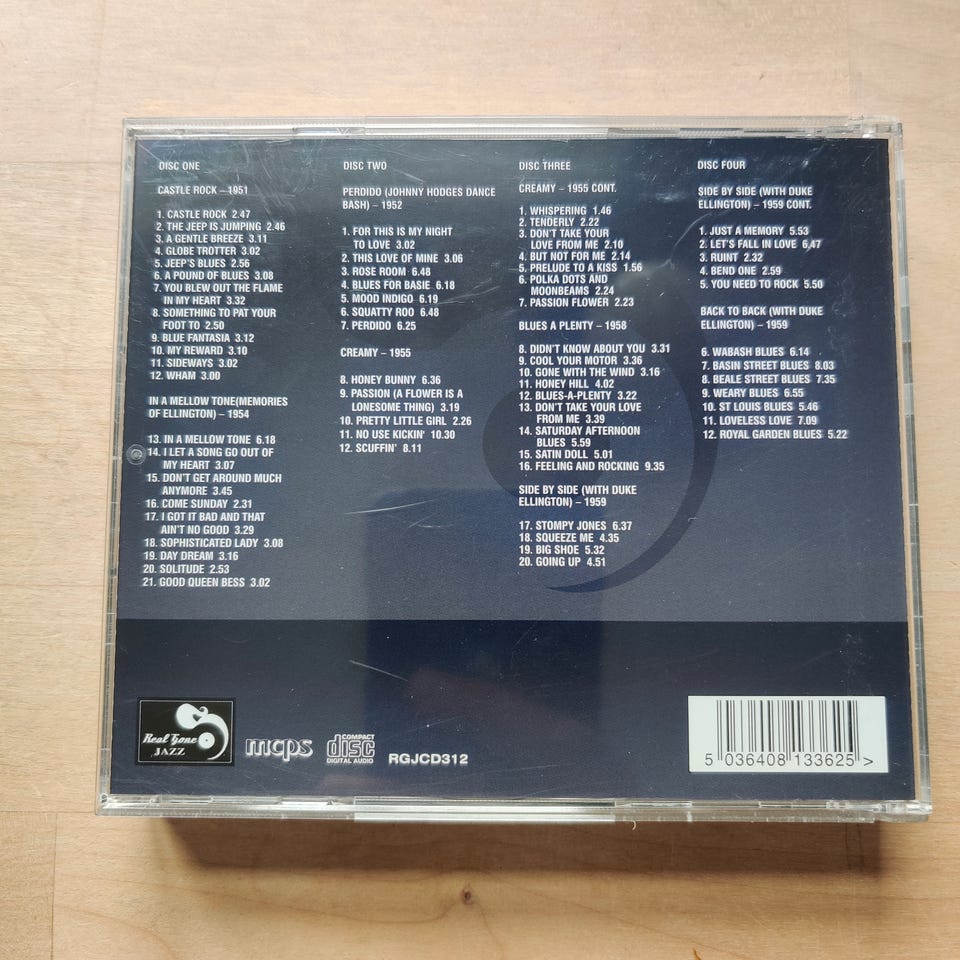 DISC ONE
CASTLE ROCK – 1951
1. CASTLE ROCK 2.47
2. THE JEEP IS JUMPING 2.46
3. A GENTLE BREEZE 3.11
4. GLOBE TROTTER 3.02
5. JEEP'S BLUES 2.56
6. A POUND OF BLUES 3.08
7. YOU BLEW OUT THE FLAME
IN MY HEART 3.32
8. SOMETHING TO PAT YOUR
FOOT TO 2.50
9. BLUE FANTASIA 3.12
10. MY REWARD 3.10
11. SIDEWAYS 3.02
12. WHAM 3.00
IN A MELLOW TONE(MEMORIES
OF ELLINGTON) – 1954
13. IN A MELLOW TONE 6.18
14. I LET A SONG GO OUT OF
MY HEART 3.07
15. DON'T GET AROUND MUCH
ANYMORE 3.45
16. COME SUNDAY 2.31
17. I GOT IT BAD AND THAT
AIN'T NO GOOD 3.29
18. SOPHISTICATED LADY 3.08
19. DAY DREAM 3.16
20. SOLITUDE 2.53
21. GOOD QUEEN BESS 3.02
DISC TWO
PERDIDO (JOHNNY HODGES DANCE
BASH) – 1952
1. FOR THIS IS MY NIGHT
TO LOVE 3.02
2. THIS LOVE OF MINE 3.06
3. ROSE ROOM 6.48
4. BLUES FOR BASIE 6.18
5. MOOD INDIGO 6.19
6. SQUATTY ROO 6.48
7. PERDIDO 6.25
CREAMY – 1955
8. HONEY BUNNY 6.36
9. PASSION (A FLOWER IS A
LONESOME THING) 3.19
10. PRETTY LITTLE GIRL 2.26
11. NO USE KICKIN' 10.30
12. SCUFFIN' 8.11
DISC THREE
CREAMY – 1955 CONT.
1. WHISPERING 1.46
2. TENDERLY 2.22
3. DON'T TAKE YOUR
LOVE FROM ME 2.10
4. BUT NOT FOR ME 2.14
5. PRELUDE TO A KISS 1.56
6. POLKA DOTS AND
MOONBEAMS 2.24
7. PASSION FLOWER 2.23
BLUES A PLENTY – 1958
8. DIDN'T KNOW ABOUT YOU 3.31
9. COOL YOUR MOTOR 3.36
10. GONE WITH THE WIND 3.16
11. HONEY HILL 4.02
12. BLUES-A-PLENTY 3.22
13. DON'T TAKE YOUR LOVE
FROM ME 3.39
14. SATURDAY AFTERNOON
BLUES 5.59
15. SATIN DOLL 5.01
16. FEELING AND ROCKING 9.35
SIDE BY SIDE (WITH DUKE
ELLINGTON) – 1959
17. STOMPY JONES 6.37
18. SQUEEZE ME 4.35
19. BIG SHOE 5.32
20. GOING UP 4.51
DISC FOUR
SIDE BY SIDE (WITH DUKE
ELLINGTON) – 1959 CONT.
1. JUST A MEMORY 5.53
2. LET'S FALL IN LOVE 6.47
3. RUINT 2.32
4. BEND ONE 2.59
5. YOU NEED TO ROCK 5.50
BACK TO BACK (WITH DUKE
ELLINGTON) – 1959
6. WABASH BLUES 6.14
7. BASIN STREET BLUES 8.03
8. BEALE STREET BLUES 7.35
9. WEARY BLUES 6.55
10. ST LOUIS BLUES 5.46
11. LOVELESS LOVE 7.09
12. ROYAL GARDEN BLUES 5.22
Real Gone
JAZZ
mcps
COMPACT
disc
DIGITAL AUDIO
RGJCD312
5 036408 133625 >